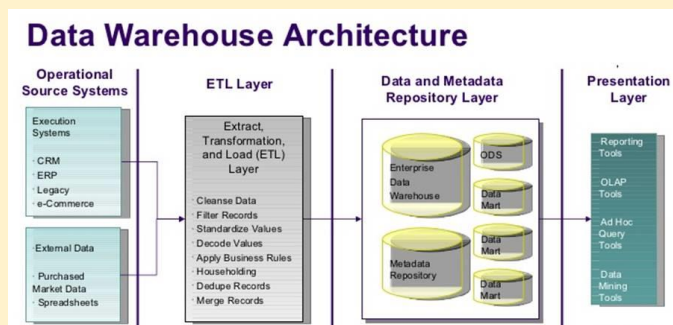 Data Warehouse Architecture
Operational
Source Systems
ETL Layer
Data and Metadata
Repository Layer
Presentation
Layer
Execution
Systems
· CRM
· ERP
· Legacy
· e-Commerce
·External Data
· Purchased
Market Data
· Spreadsheets
Extract,
Transformation,
and Load (ETL)
Layer
· Cleanse Data
· Filter Records
· Standardize Values
· Decode Values
· Apply Business Rules
· Householding
· Dedupe Records
· Merge Records
Enterprise
Data
Warehouse
ODS
Data
Mart
Data
Mart
Metadata
Repository
Data
Mart
Reporting
Tools
OLAP
Tools
Ad Hoc
Query
Tools
Data
Mining
Tools